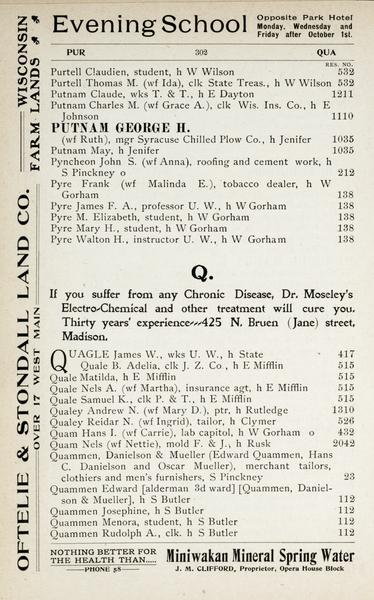 Evening School
Opposite Park Hotel
Monday, Wednesday and
Friday after October 1st.
WISCONSIN
FARM LANDS
OFTELIE & STONDALL LAND CO.
OVER 17 WEST MAIN
PUR 302 QUA
RES. NO.
Purtell Claudien, student, h W Wilson 532
Purtell Thomas M. (wf Ida), clk State Treas., h W Wilson 532
Putnam Claude, wks T. & T., h E Dayton 1211
Putnam Charles M. (wf Grace A.), clk Wis. Ins. Co., h E
Johnson 1110
PUTNAM GEORGE H.
(wf Ruth), mgr Syracuse Chilled Plow Co., h Jenifer 1035
Putnam May, h Jenifer 1035
Pyncheon John S. (wf Anna), roofing and cement work, h
S Pinckney o 212
Pyre Frank (wf Malinda E.), tobacco dealer, h W
Gorham 138
Pyre James F. A., professor U. W., h W Gorham 138
Pyre M. Elizabeth, student, h W Gorham 138
Pyre Mary H., student, h W Gorham 138
Pyre Walton H., instructor U. W., h W Gorham 138
Q.
If you suffer from any Chronic Disease, Dr. Moseley's
Electro-Chemical and other treatment will cure you.
Thirty years' experience--425 N. Bruen (Jane) street,
Madison.
QUAGLE James W., wks U. W., h State 417
Quale B. Adelia, clk J. Z. Co., h E Mifflin 515
Quale Matilda, h E Mifflin 515
Quale Nels A. (wf Martha), insurance agt, h E Mifflin 515
Quale Samuel K., clk P. & T., h E Mifflin 515
Qualey Andrew N. (wf Mary D.), ptr, h Rutledge 1310
Qualey Reidar N. (wf Ingrid), tailor, h Clymer 526
Quam Hans I. (wf Carrie), lab capitol, h W Gorham o 432
Quam Nels (wf Nettie), mold F. & J., h Rusk 2042
Quammen, Danielson & Mueller (Edward Quammen, Hans
C. Danielson and Oscar Mueller), merchant tailors,
clothiers and men's furnishers, S Pinckney 23
Quammen Edward [alderman 3d ward] [Quammen, Daniel-
son & Mueller], h S Butler 112
Quammen Josephine, h S Butler 112
Quammen Menora, student, h S Butler 112
Quammen Rudolph A., clk. h S Butler 112
NOTHING BETTER FOR
THE HEALTH THAN.....
PHONE 58
Miniwakan Mineral Spring Water
J. M. CLIFFORD, Proprietor, Opera House Block